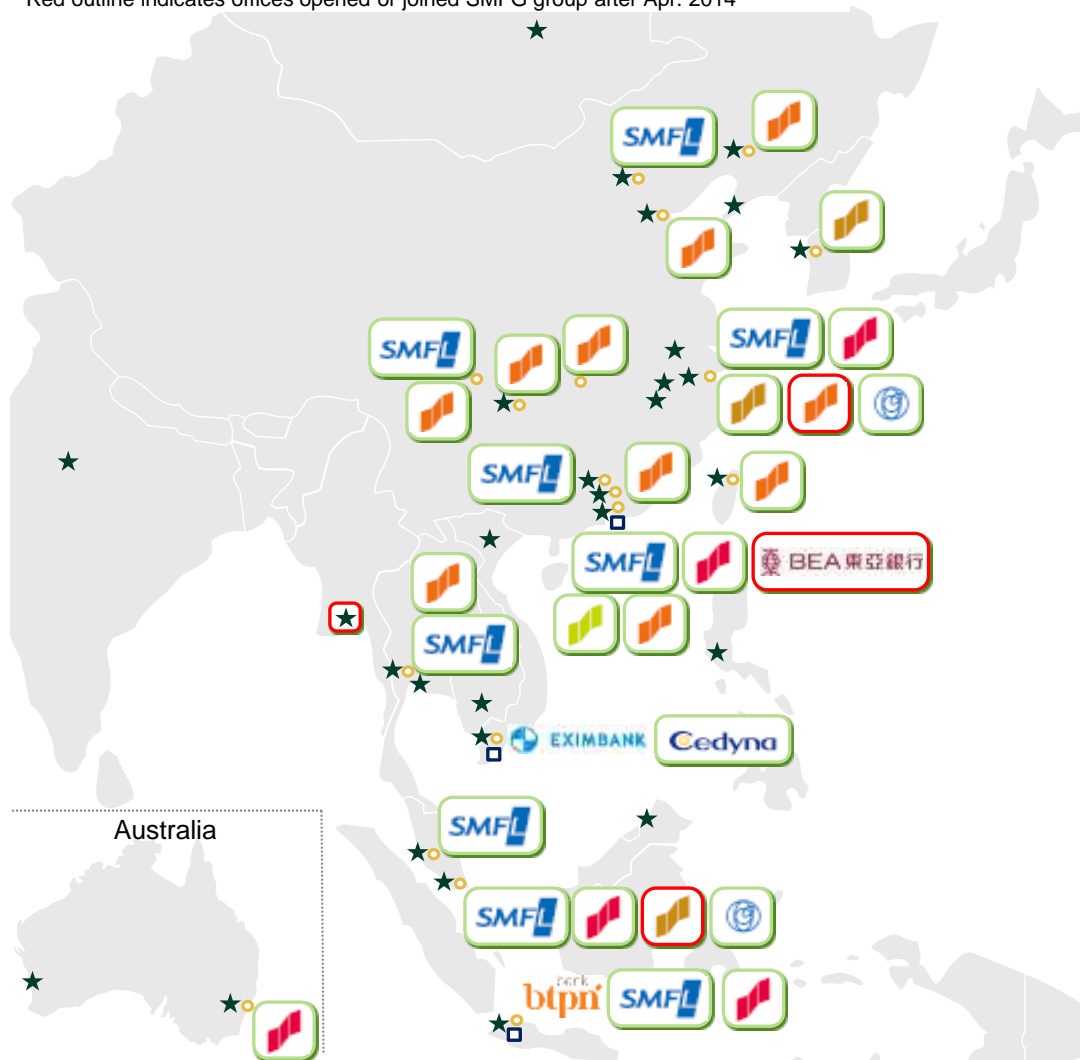 Red outline indicates offices opened or joined SMFG group after Apr. 2014
SMFL
SMFL
SMFL
SMFL
SMFL
BEA東亞銀行
SMFL
EXIMBANK
Cedyna
SMFL
Australia
SMFL
bank
btpn
SMFL